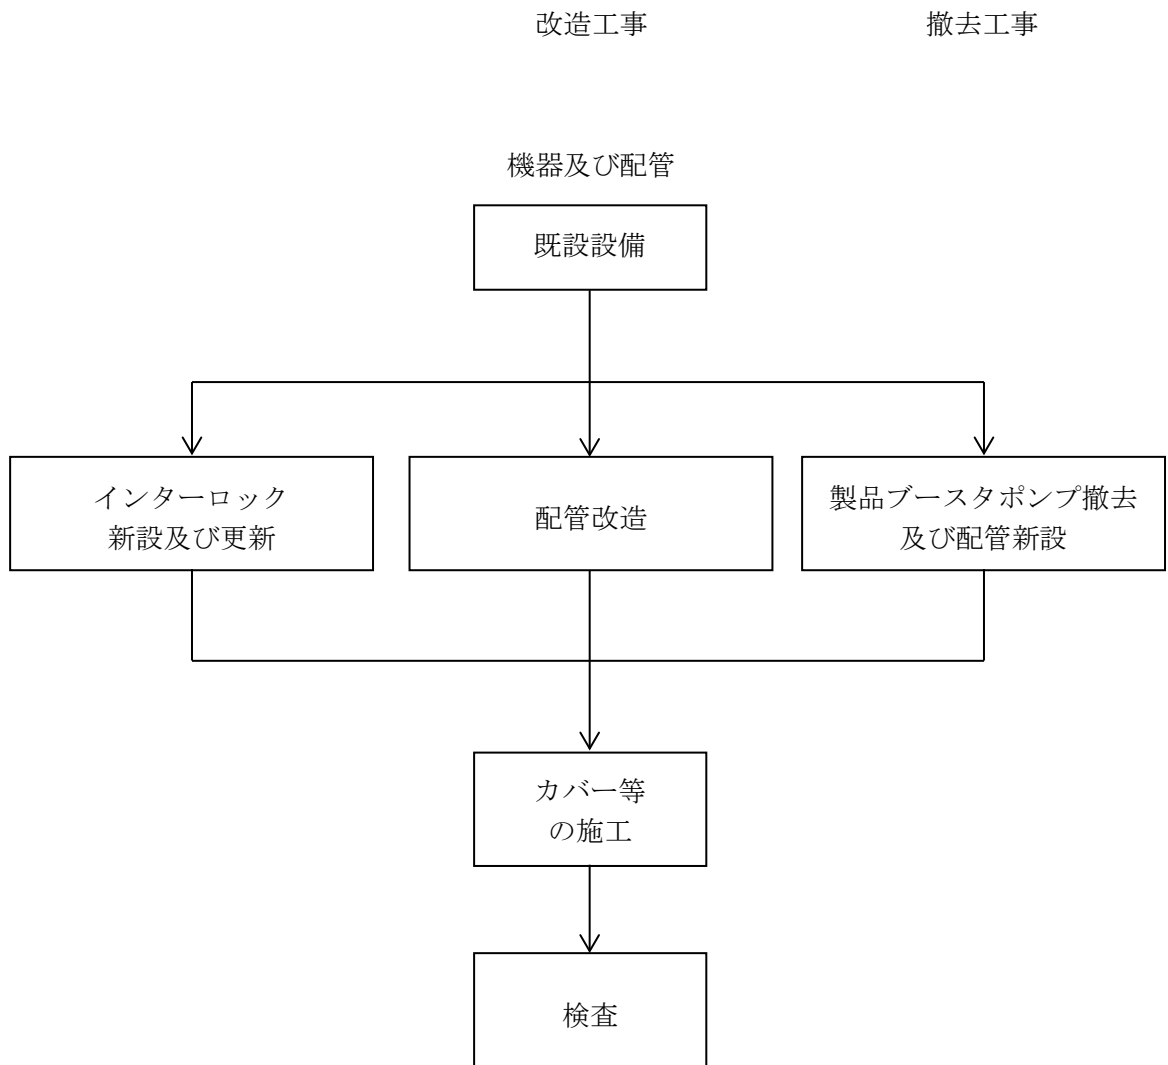 改造工事
撤去工事
機器及び配管
既設設備
インターロック
新設及び更新
配管改造
製品ブースタポンプ撤去
及び配管新設
カバー等
の施工
検査